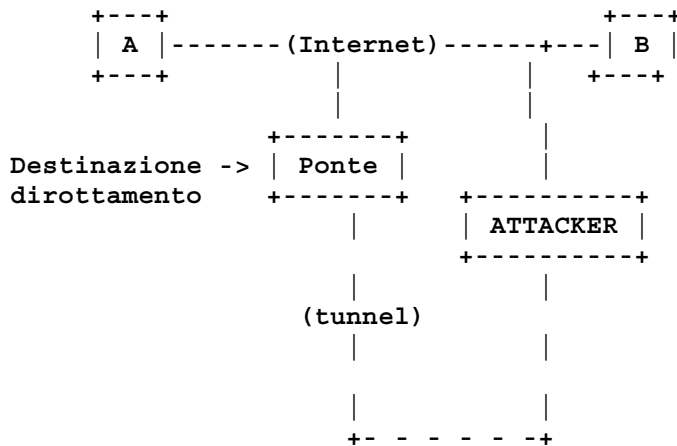 A (Internet) B
Destinazione -> Ponte
dirottamento ATTACKER
(tunnel)